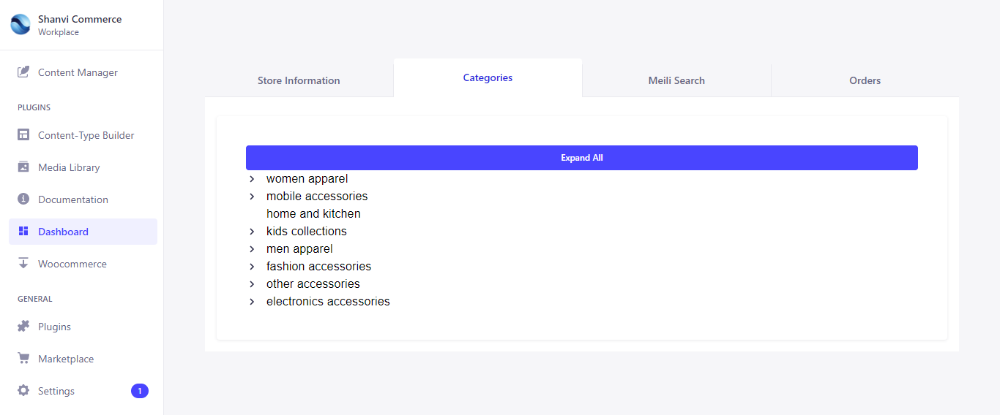 Shanvi Commerce
Workplace
Content Manager
PLUGINS
Content-Type Builder
Media Library
Documentation
Dashboard
Woocommerce
GENERAL
Plugins
Marketplace
Settings
1
Store Information
Categories
Meili Search
Orders
Expand All
women apparel
mobile accessories
home and kitchen
kids collections
men apparel
fashion accessories
other accessories
electronics accessories